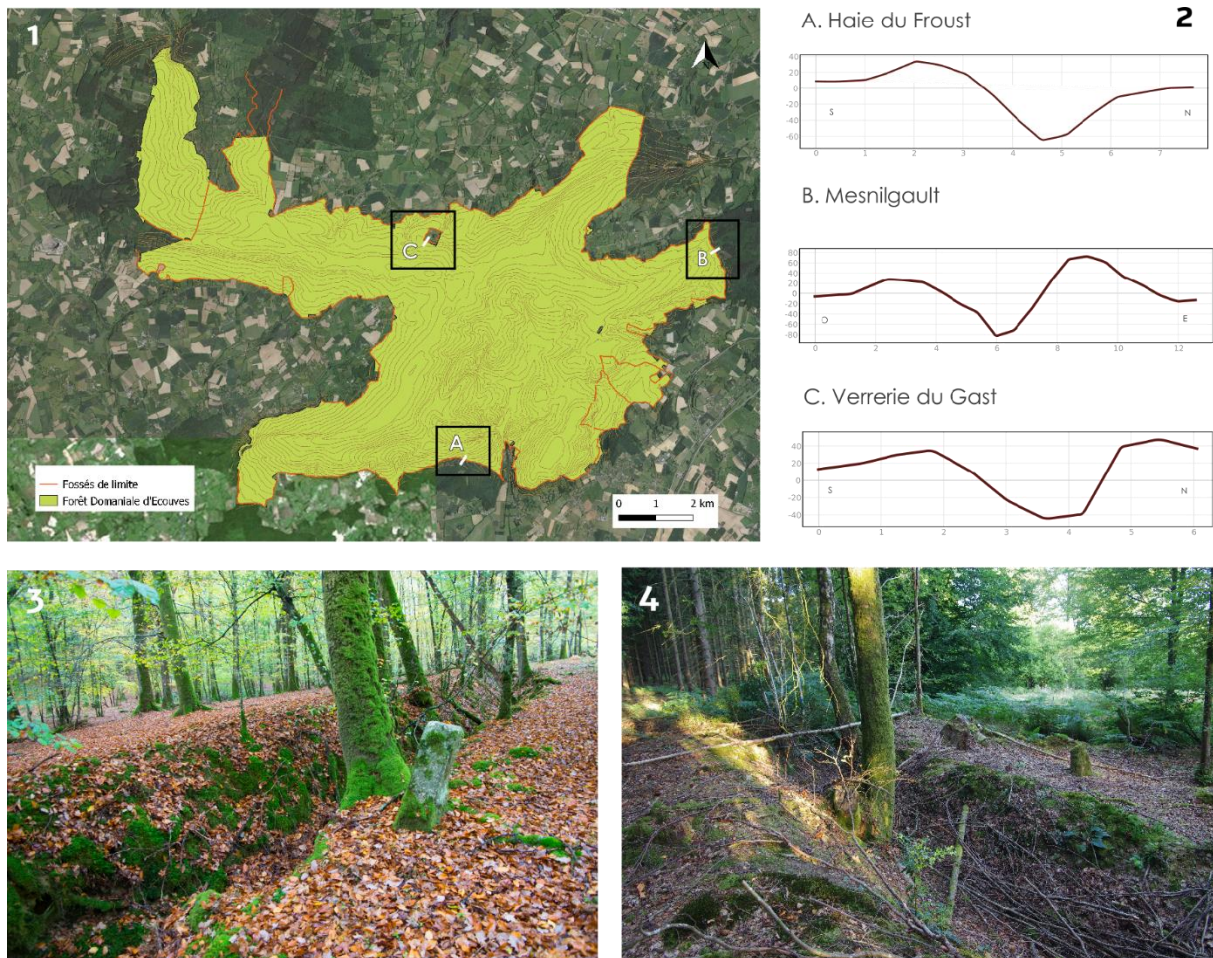 1
C
B
A
Fossés de limite
Forêt Domaniale d'Ecouves
0 1 2 km
2
A. Haie du Froust
40
20
0
-20
-40
-60
S
N
0 1 2 3 4 5 6 7
B. Mesnilgault
80
60
40
20
0
-20
-40
-60
-80
O
E
0 2 4 6 8 10 12
C. Verrerie du Gast
40
20
0
-20
-40
S
N
0 1 2 3 4 5 6
3
4